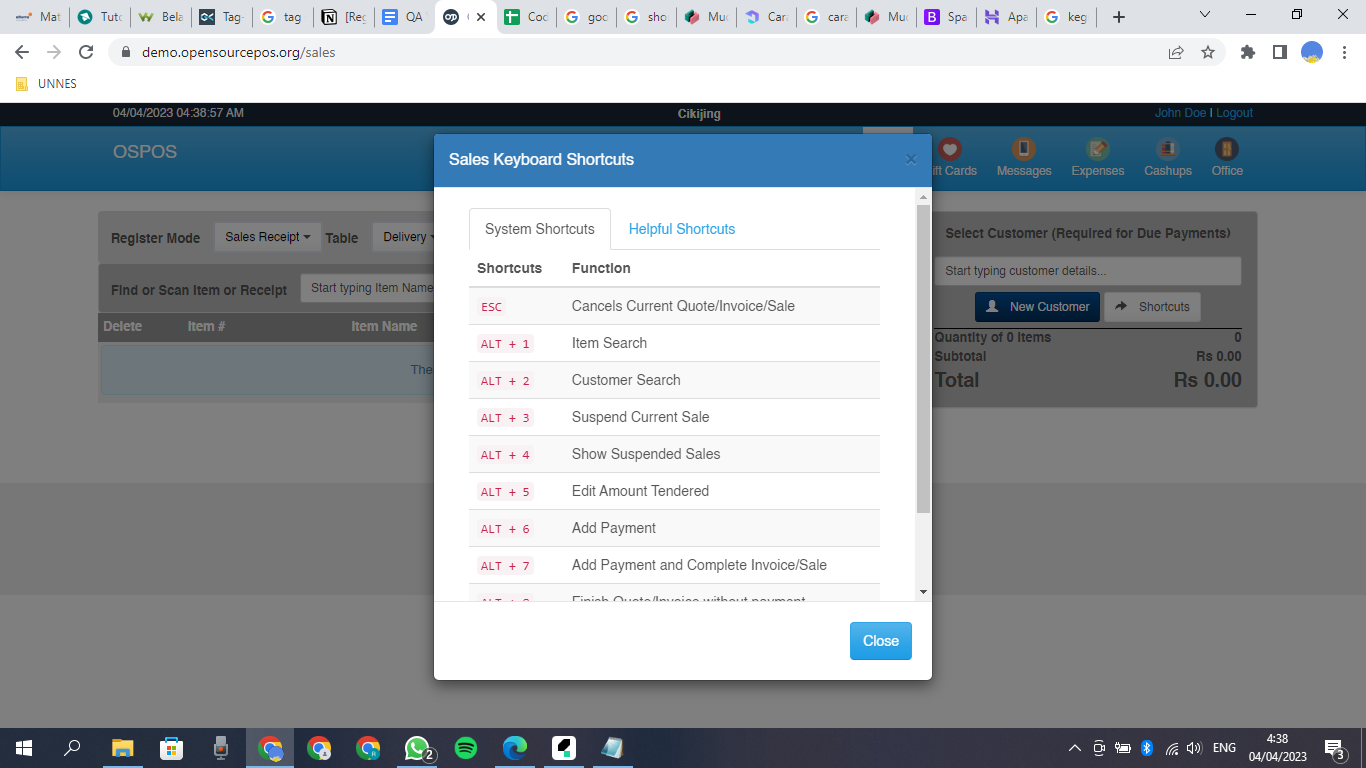 Mat
Tuto
Bela
Tag-
tag
[Reg
QA
Cod
goo
sho
Muc
Cara
cara
Muc
Spa
Apa
keg
demo.opensourcepos.org/sales
UNNES
04/04/2023 04:38:57 AM
Cikijing
John Doe | Logout
OSPOS
ift Cards
Messages
Expenses
Cashups
Office
Sales Keyboard Shortcuts
×
Register Mode
Sales Receipt
Table
Delivery
Find or Scan Item or Receipt
Start typing Item Name
Delete
Item #
Item Name
The
System Shortcuts
Helpful Shortcuts
Shortcuts Function
ESC Cancels Current Quote/Invoice/Sale
ALT + 1 Item Search
ALT + 2 Customer Search
ALT + 3 Suspend Current Sale
ALT + 4 Show Suspended Sales
ALT + 5 Edit Amount Tendered
ALT + 6 Add Payment
ALT + 7 Add Payment and Complete Invoice/Sale
Finish Quote/Invoice without payment
Close
Select Customer (Required for Due Payments)
Start typing customer details...
New Customer
Shortcuts
Quantity of 0 Items 0
Subtotal Rs 0.00
Total Rs 0.00
2
ENG
4:38
04/04/2023
3